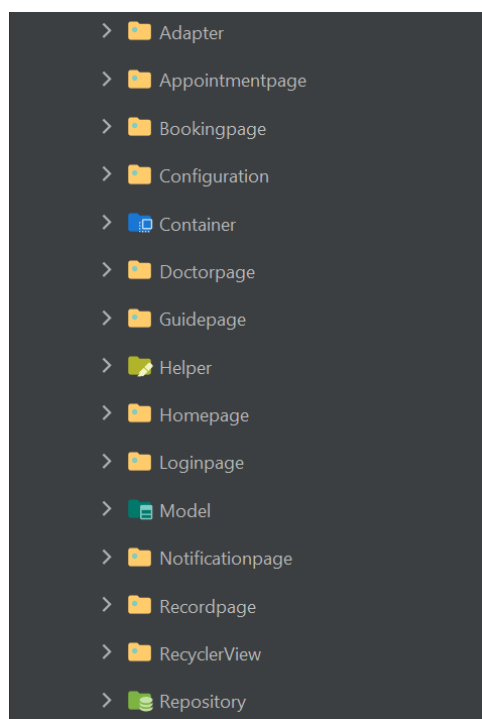 Adapter
Appointmentpage
Bookingpage
Configuration
Container
Doctorpage
Guidepage
Helper
Homepage
Loginpage
Model
Notificationpage
Recordpage
RecyclerView
Repository